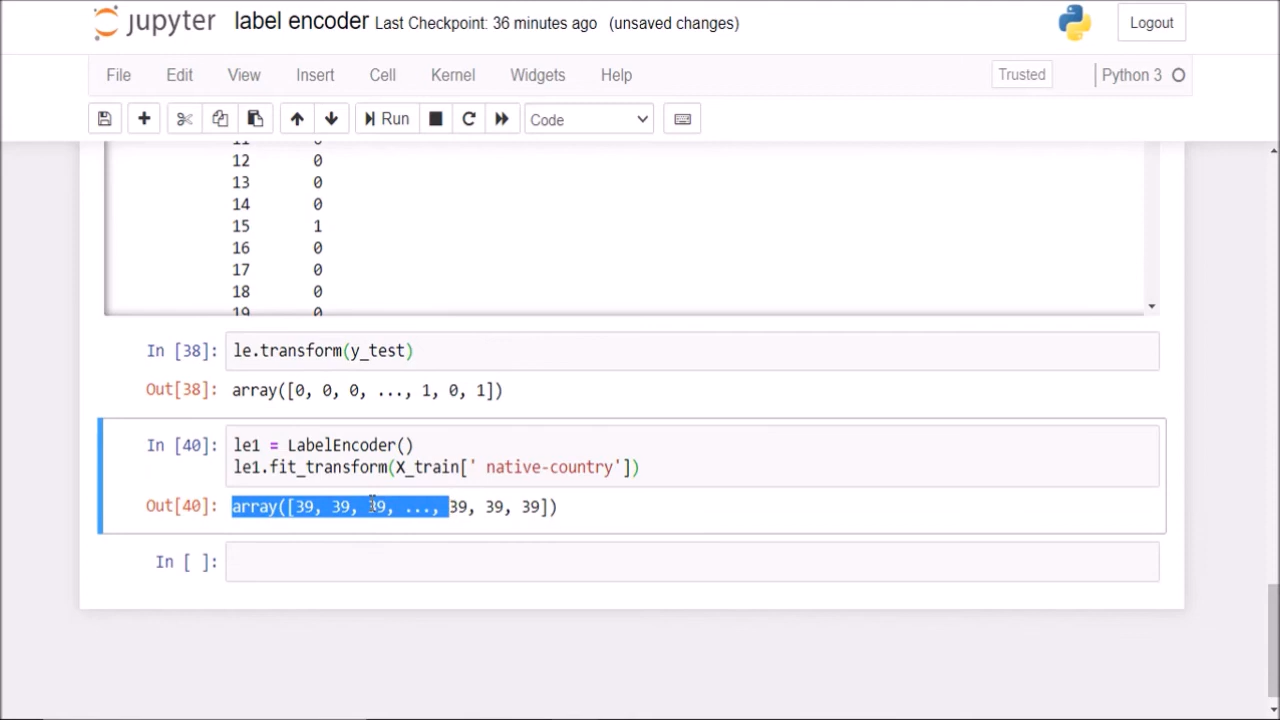 jupyter label encoder Last Checkpoint: 36 minutes ago (unsaved changes) Logout
File Edit View Insert Cell Kernel Widgets Help Trusted Python 3
Run Code
12 0
13 0
14 0
15 1
16 0
17 0
18 0
19 0
In [38]: le.transform(y_test)
Out[38]: array([0, 0, 0, ..., 1, 0, 1])
In [40]: le1 = LabelEncoder()
le1.fit_transform(X_train[' native-country'])
Out[40]: array([39, 39, 39, ..., 39, 39, 39])
In [ ]: